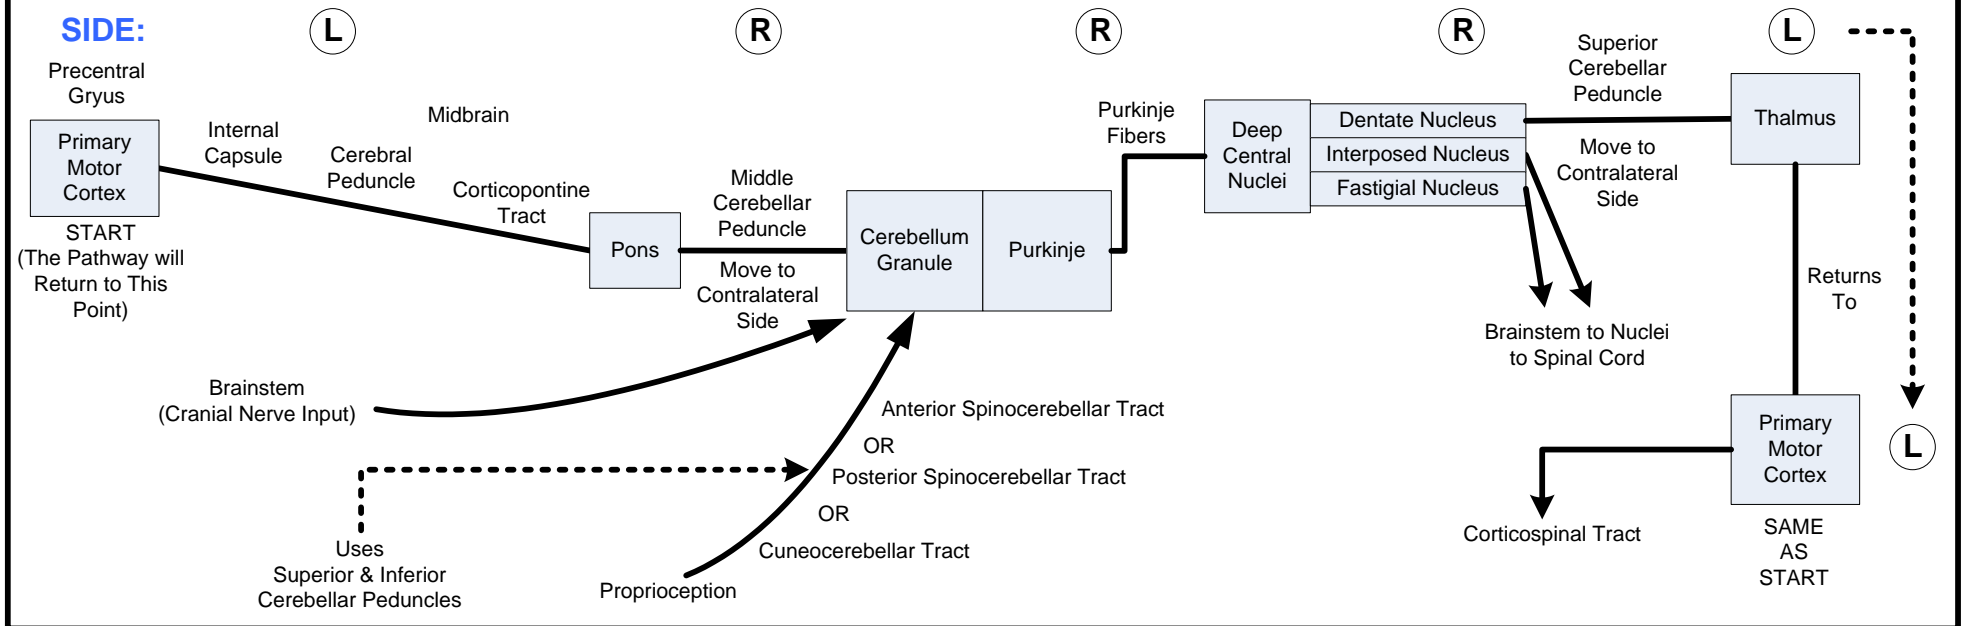 SIDE:
L
R
R
R
L
Precentral
Gryus
Primary
Motor
Cortex
START
(The Pathway will
Return to This
Point)
Internal
Capsule
Midbrain
Cerebral
Peduncle
Corticopontine
Tract
Pons
Middle
Cerebellar
Peduncle
Move to
Contralateral
Side
Cerebellum
Granule
Purkinje
Purkinje
Fibers
Deep
Central
Nuclei
Dentate Nucleus
Interposed Nucleus
Fastigial Nucleus
Superior
Cerebellar
Peduncle
Move to
Contralateral
Side
Thalmus
Returns
To
Brainstem to Nuclei
to Spinal Cord
Brainstem
(Cranial Nerve Input)
Anterior Spinocerebellar Tract
OR
Posterior Spinocerebellar Tract
OR
Cuneocerebellar Tract
Proprioception
Uses
Superior & Inferior
Cerebellar Peduncles
Primary
Motor
Cortex
L
Corticospinal Tract
SAME
AS
START